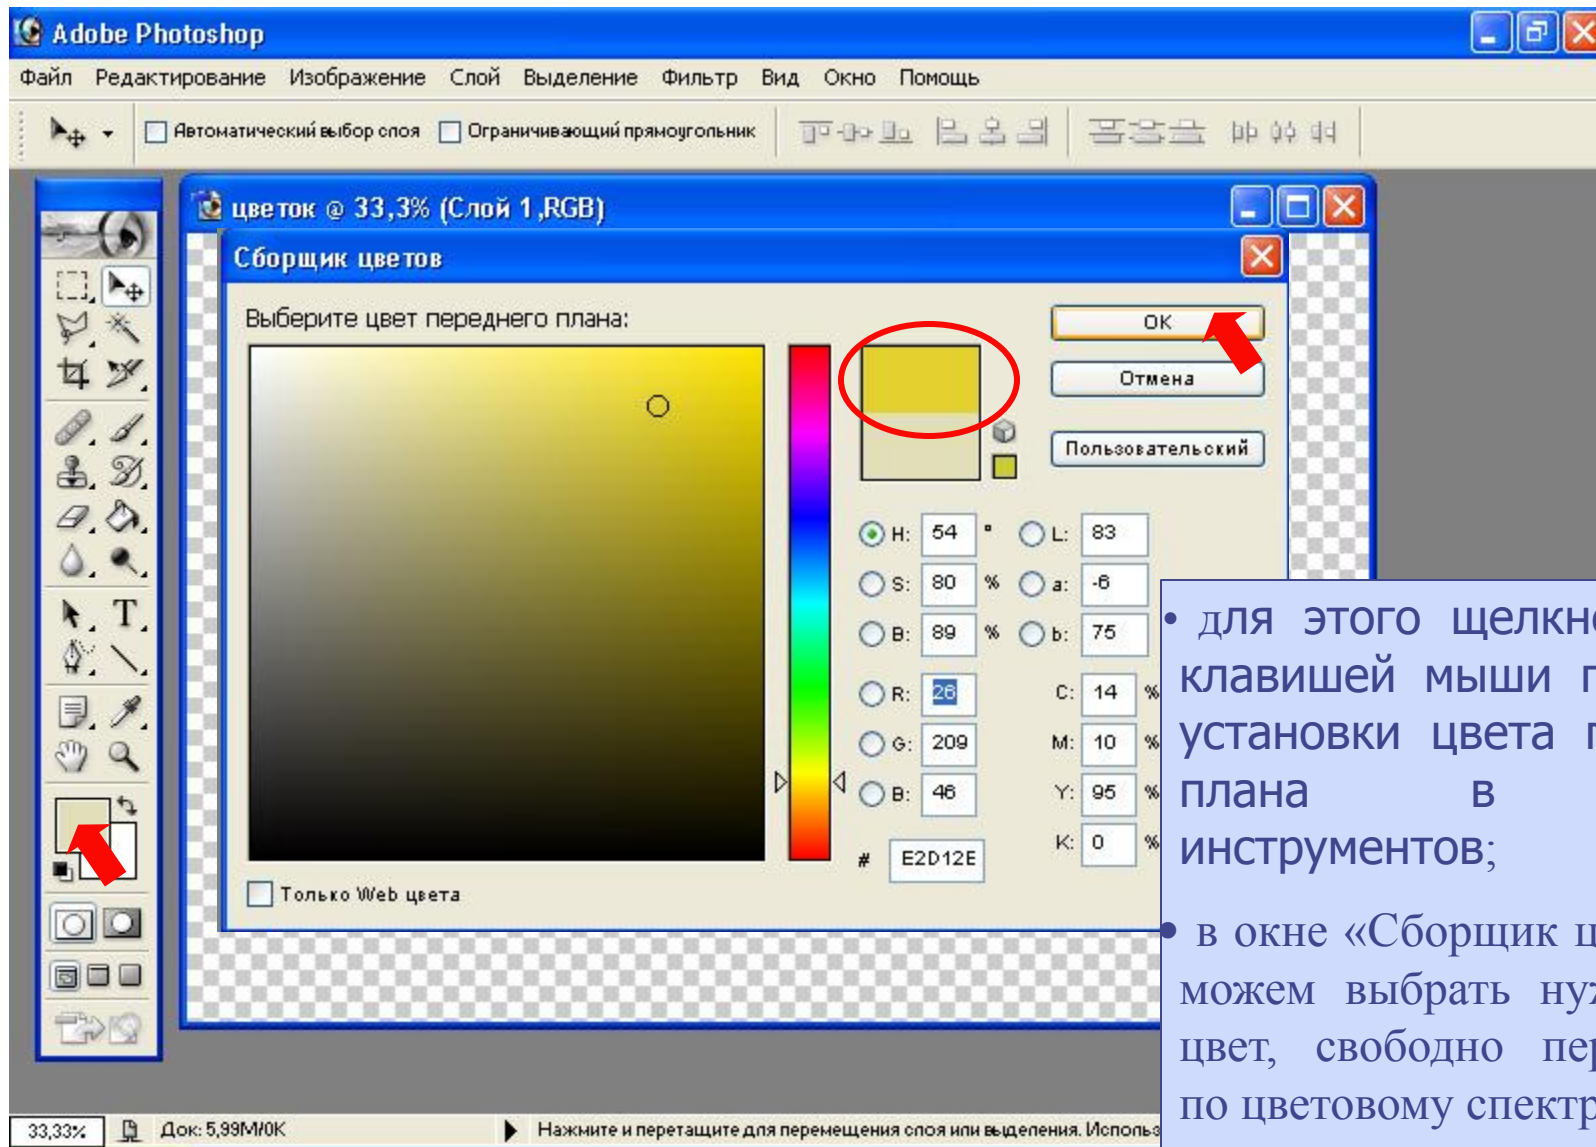 Adobe Photoshop
Файл Редактирование Изображение Слой Выделение Фильтр Вид Окно Помощь
Автоматический выбор слоя Ограничивающий прямоугольник
цветок @ 33,3% (Слой 1,RGB)
Сборщик цветов
Выберите цвет переднего плана:
OK
Отмена
Пользовательский
H: 54 ° L: 83
S: 80 % a: -6
B: 89 % b: 75
R: 26 C: 14 %
G: 209 M: 10 %
B: 46 Y: 95 %
K: 0 %
# E2D12E
Только Web цвета
• для этого щелкн
клавишей мыши п
установки цвета п
плана в
инструментов;
• в окне «Сборщик ц
можем выбрать ну
цвет, свободно пер
по цветовому спектр
33,33% Док: 5,99M/0K Нажмите и перетащите для перемещения слоя или выделения. Использ